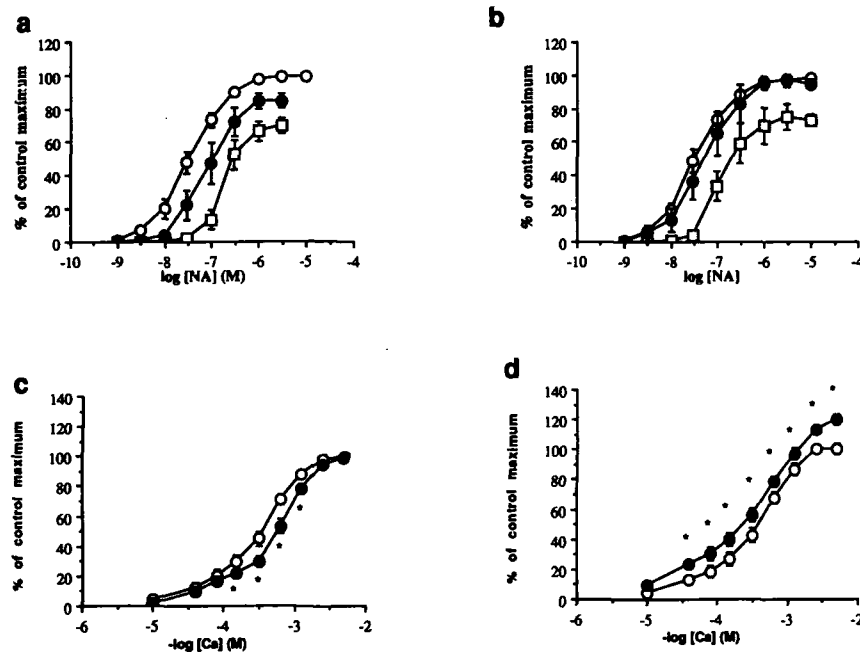 a
% of control maximum
120
100
80
60
40
20
0
-10 -9 -8 -7 -6 -5 -4
log [NA] (M)
b
% of control maximum
120
100
80
60
40
20
0
-10 -9 -8 -7 -6 -5 -4
log [NA]
c
% of control maximum
140
120
100
80
60
40
20
0
* * * *
-6 -5 -4 -3 -2
-log [Ca] (M)
d
% of control maximum
140
120
100
80
60
40
20
0
* * * * * * * *
-6 -5 -4 -3 -2
-log [Ca] (M)